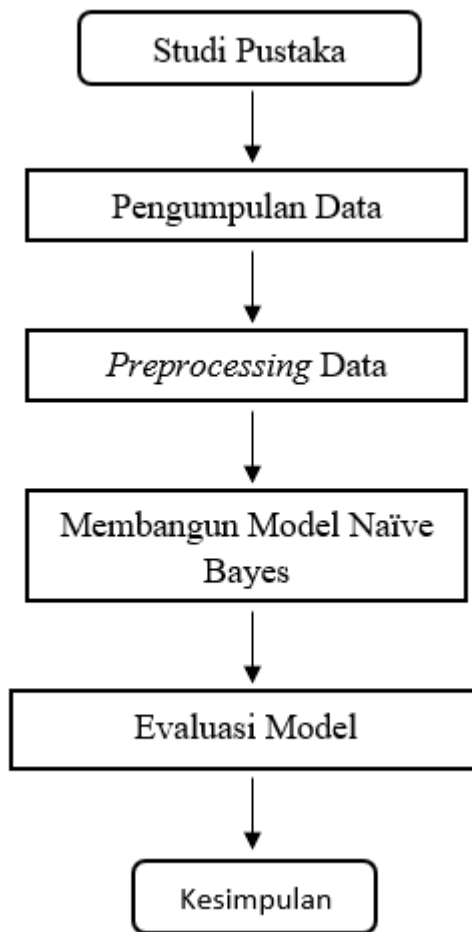 Studi Pustaka
Pengumpulan Data
Preprocessing Data
Membangun Model Naïve
Bayes
Evaluasi Model
Kesimpulan